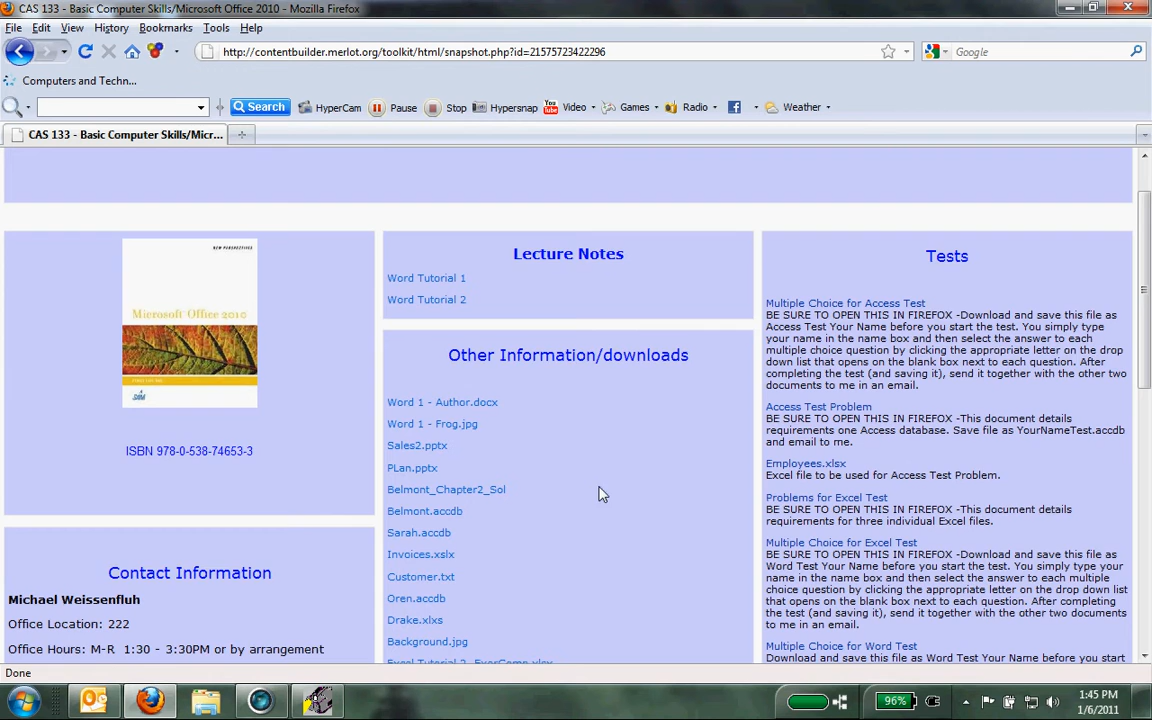 CAS 133 - Basic Computer Skills/Microsoft Office 2010 - Mozilla Firefox
File Edit View History Bookmarks Tools Help
http://contentbuilder.merlot.org/toolkit/html/snapshot.php?id=21575723422296
Google
Computers and Techn...
Search HyperCam Pause Stop Hypersnap Video Games Radio Weather
CAS 133 - Basic Computer Skills/Micr...
NEW PERSPECTIVES
Microsoft Office 2010
ISBN 978-0-538-74653-3
Contact Information
Michael Weissenfluh
Office Location: 222
Office Hours: M-R 1:30 - 3:30PM or by arrangement
Lecture Notes
Word Tutorial 1
Word Tutorial 2
Other Information/downloads
Word 1 - Author.docx
Word 1 - Frog.jpg
Sales2.pptx
PLan.pptx
Belmont_Chapter2_Sol
Belmont.accdb
Sarah.accdb
Invoices.xslx
Customer.txt
Oren.accdb
Drake.xlxs
Background.jpg
Excel Tutorial 2_ExerComp.xlsx
Tests
Multiple Choice for Access Test
BE SURE TO OPEN THIS IN FIREFOX -Download and save this file as
Access Test Your Name before you start the test. You simply type
your name in the name box and then select the answer to each
multiple choice question by clicking the appropriate letter on the drop
down list that opens on the blank box next to each question. After
completing the test (and saving it), send it together with the other two
documents to me in an email.
Access Test Problem
BE SURE TO OPEN THIS IN FIREFOX -This document details
requirements one Access database. Save file as YourNameTest.accdb
and email to me.
Employees.xlsx
Excel file to be used for Access Test Problem.
Problems for Excel Test
BE SURE TO OPEN THIS IN FIREFOX -This document details
requirements for three individual Excel files.
Multiple Choice for Excel Test
BE SURE TO OPEN THIS IN FIREFOX -Download and save this file as
Word Test Your Name before you start the test. You simply type your
name in the name box and then select the answer to each multiple
choice question by clicking the appropriate letter on the drop down list
that opens on the blank box next to each question. After completing
the test (and saving it), send it together with the other two documents
to me in an email.
Multiple Choice for Word Test
Download and save this file as Word Test Your Name before you start
Done
96%
1:45 PM
1/6/2011